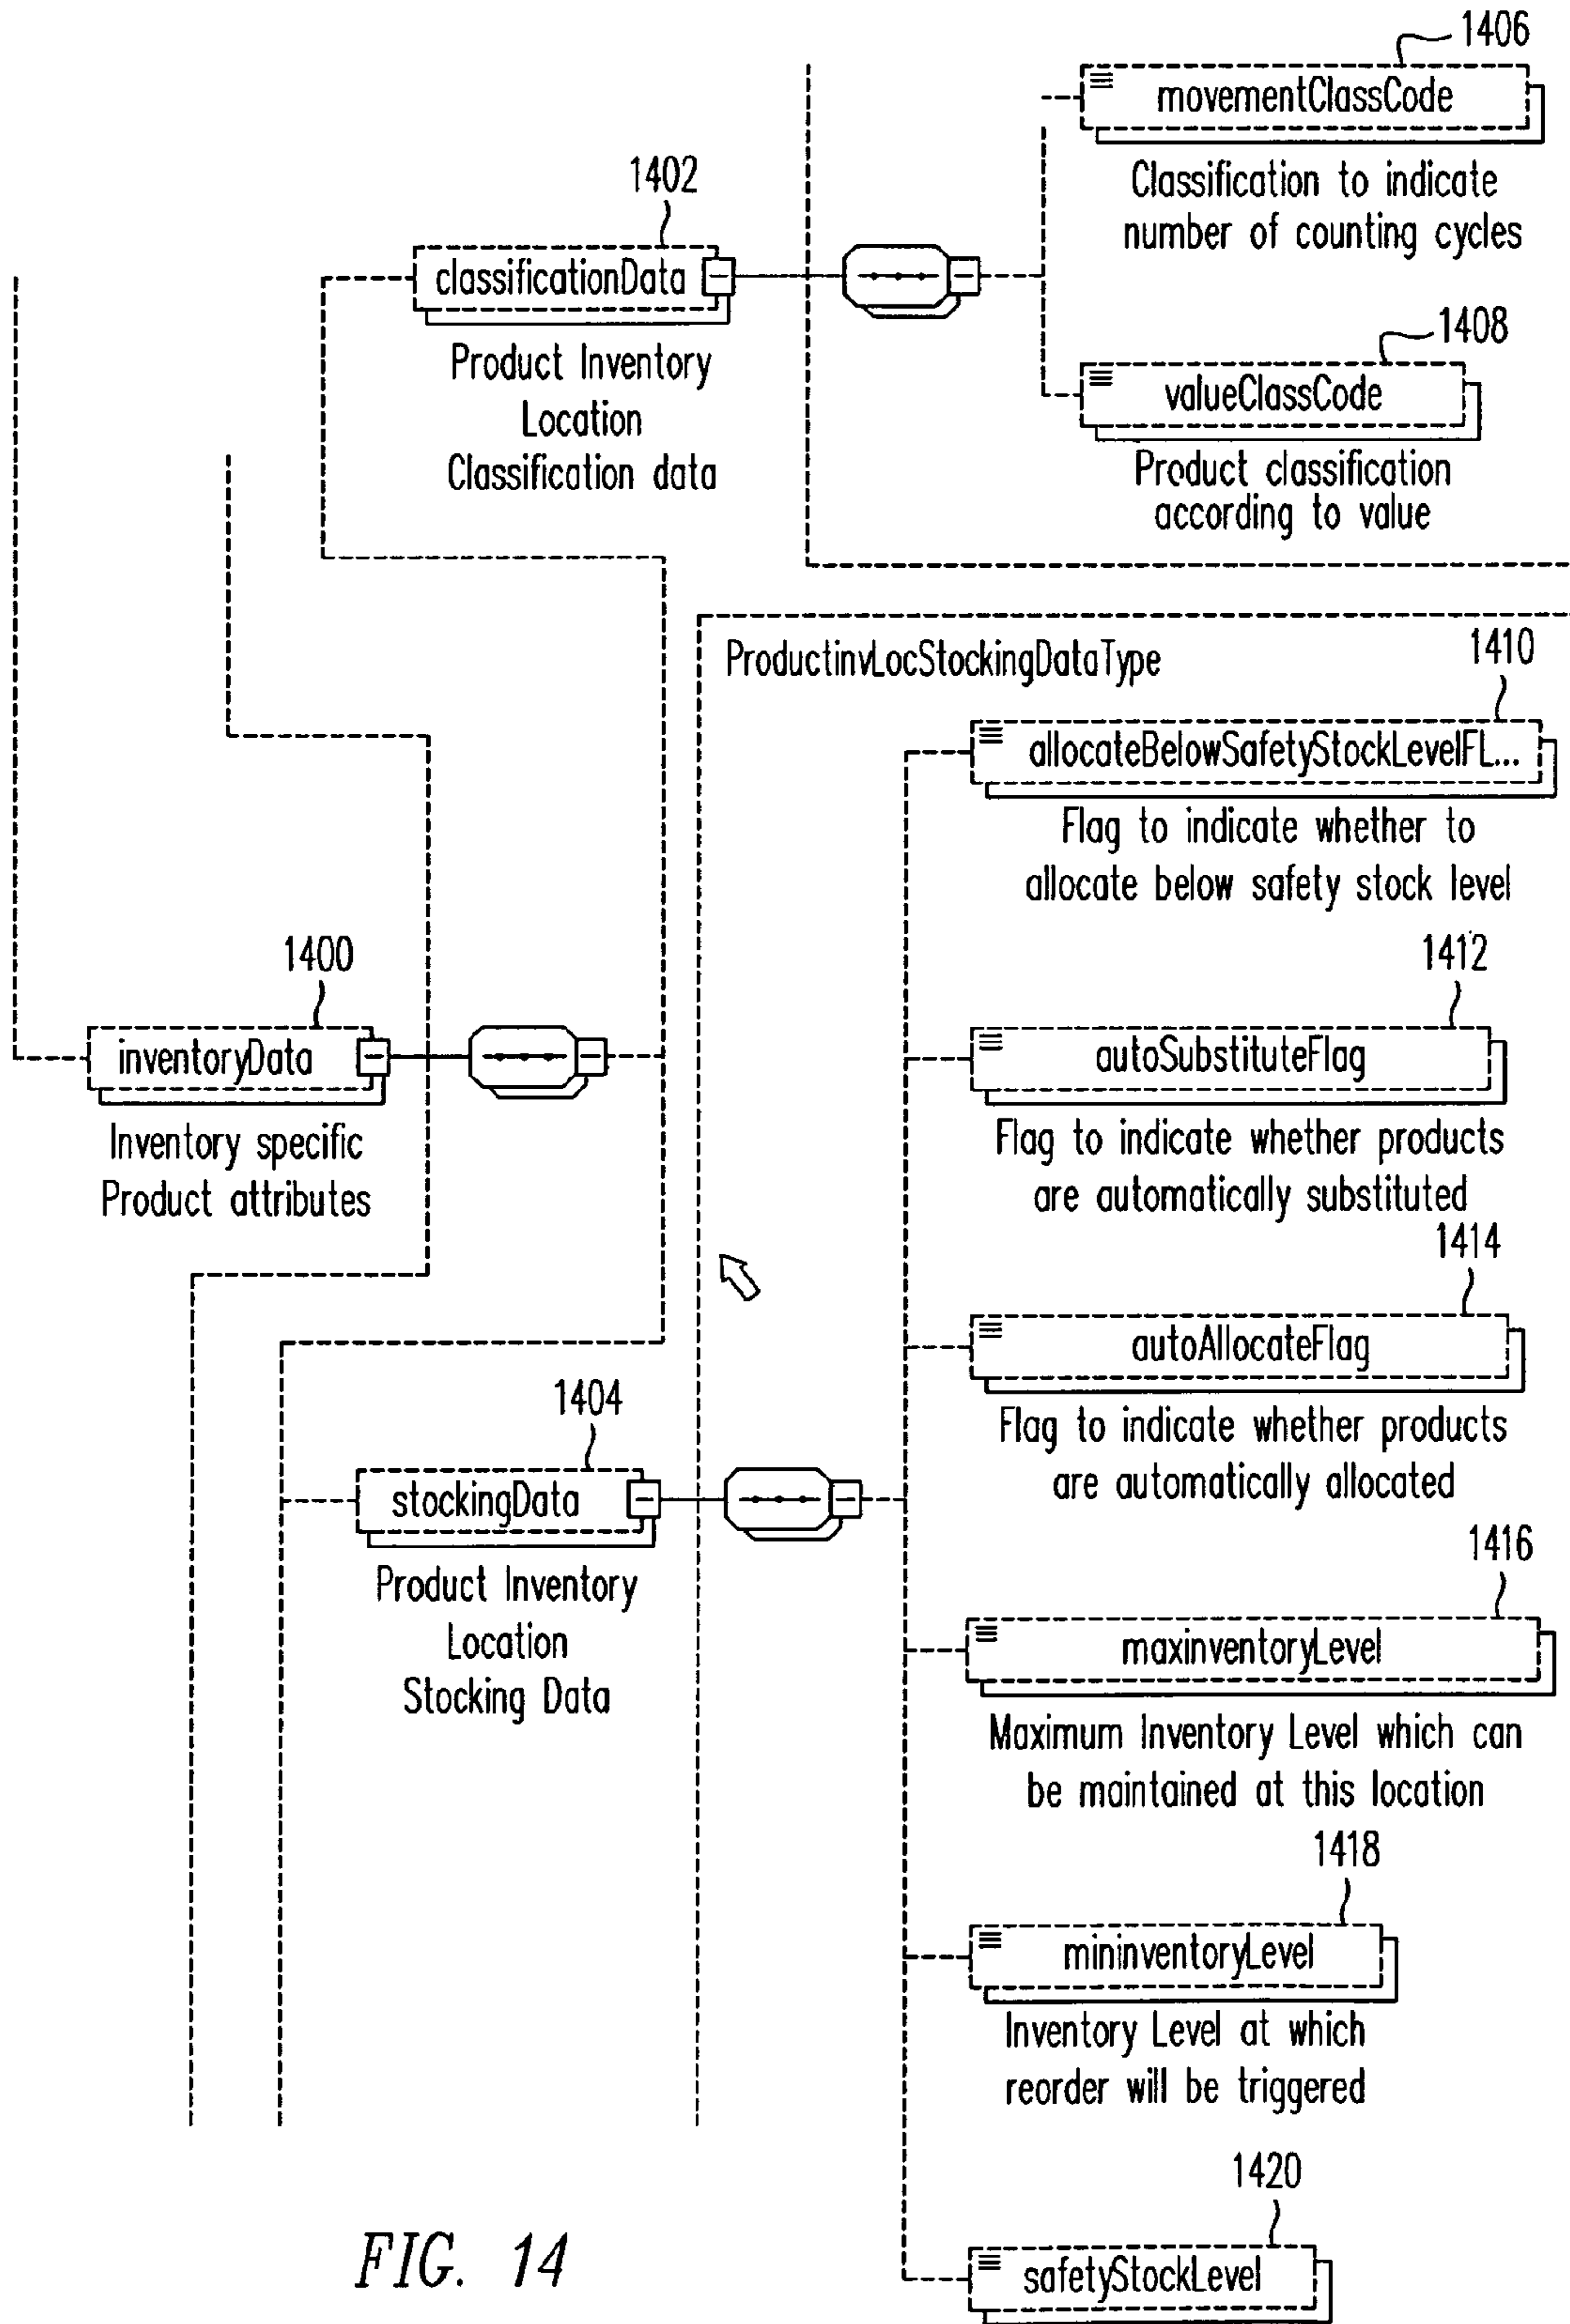 1406
movementClassCode
Classification to indicate
number of counting cycles
1402
classificationData
Product Inventory
Location
Classification data
1408
valueClassCode
Product classification
according to value
ProductinvLocStockingDataType
1410
allocateBelowSafetyStockLevelFL...
Flag to indicate whether to
allocate below safety stock level
1400
inventoryData
Inventory specific
Product attributes
1412
autoSubstituteFlag
Flag to indicate whether products
are automatically substituted
1414
autoAllocateFlag
Flag to indicate whether products
are automatically allocated
1404
stockingData
Product Inventory
Location
Stocking Data
1416
maxinventoryLevel
Maximum Inventory Level which can
be maintained at this location
1418
mininventoryLevel
Inventory Level at which
reorder will be triggered
1420
safetyStockLevel
FIG. 14